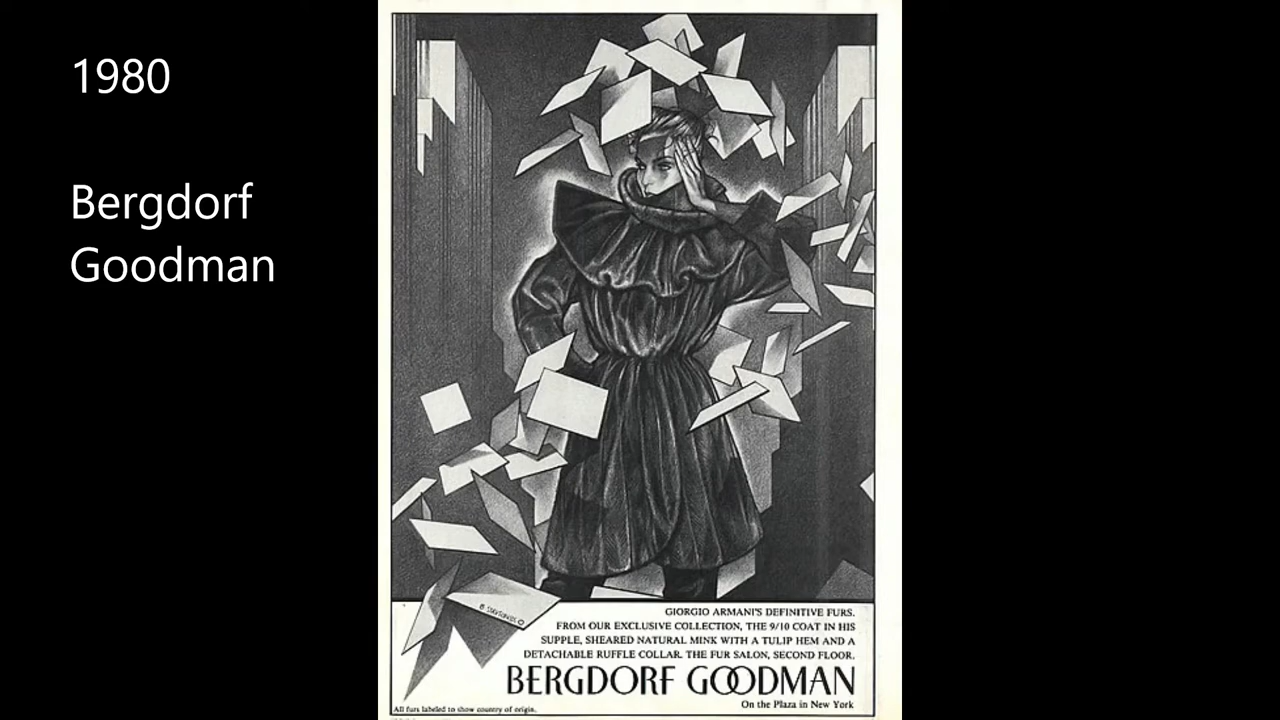 1980
Bergdorf
Goodman
GIORGIO ARMANI'S DEFINITIVE FURS.
FROM OUR EXCLUSIVE COLLECTION, THE 9/10 COAT IN HIS
SUPPLE, SHEARED NATURAL MINK WITH A TULIP HEM AND A
DETACHABLE RUFFLE COLLAR. THE FUR SALON, SECOND FLOOR.
BERGDORF GOODMAN
On the Plaza in New York
All furs labeled to show country of origin.